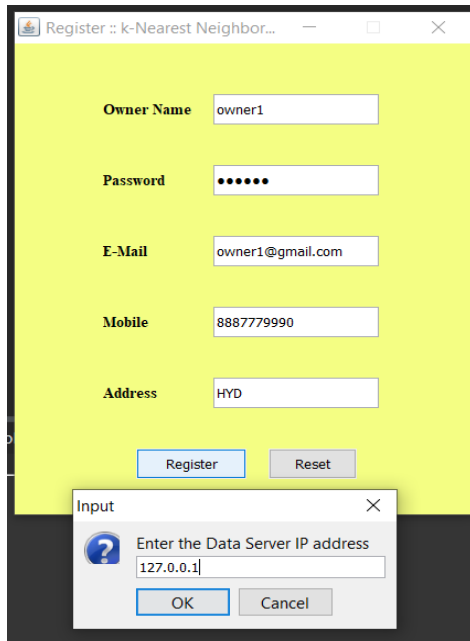 Register :: k-Nearest Neighbor...
Owner Name owner1
Password ●●●●●●
E-Mail owner1@gmail.com
Mobile 8887779990
Address HYD
Register Reset
Input
Enter the Data Server IP address
127.0.0.1
OK Cancel